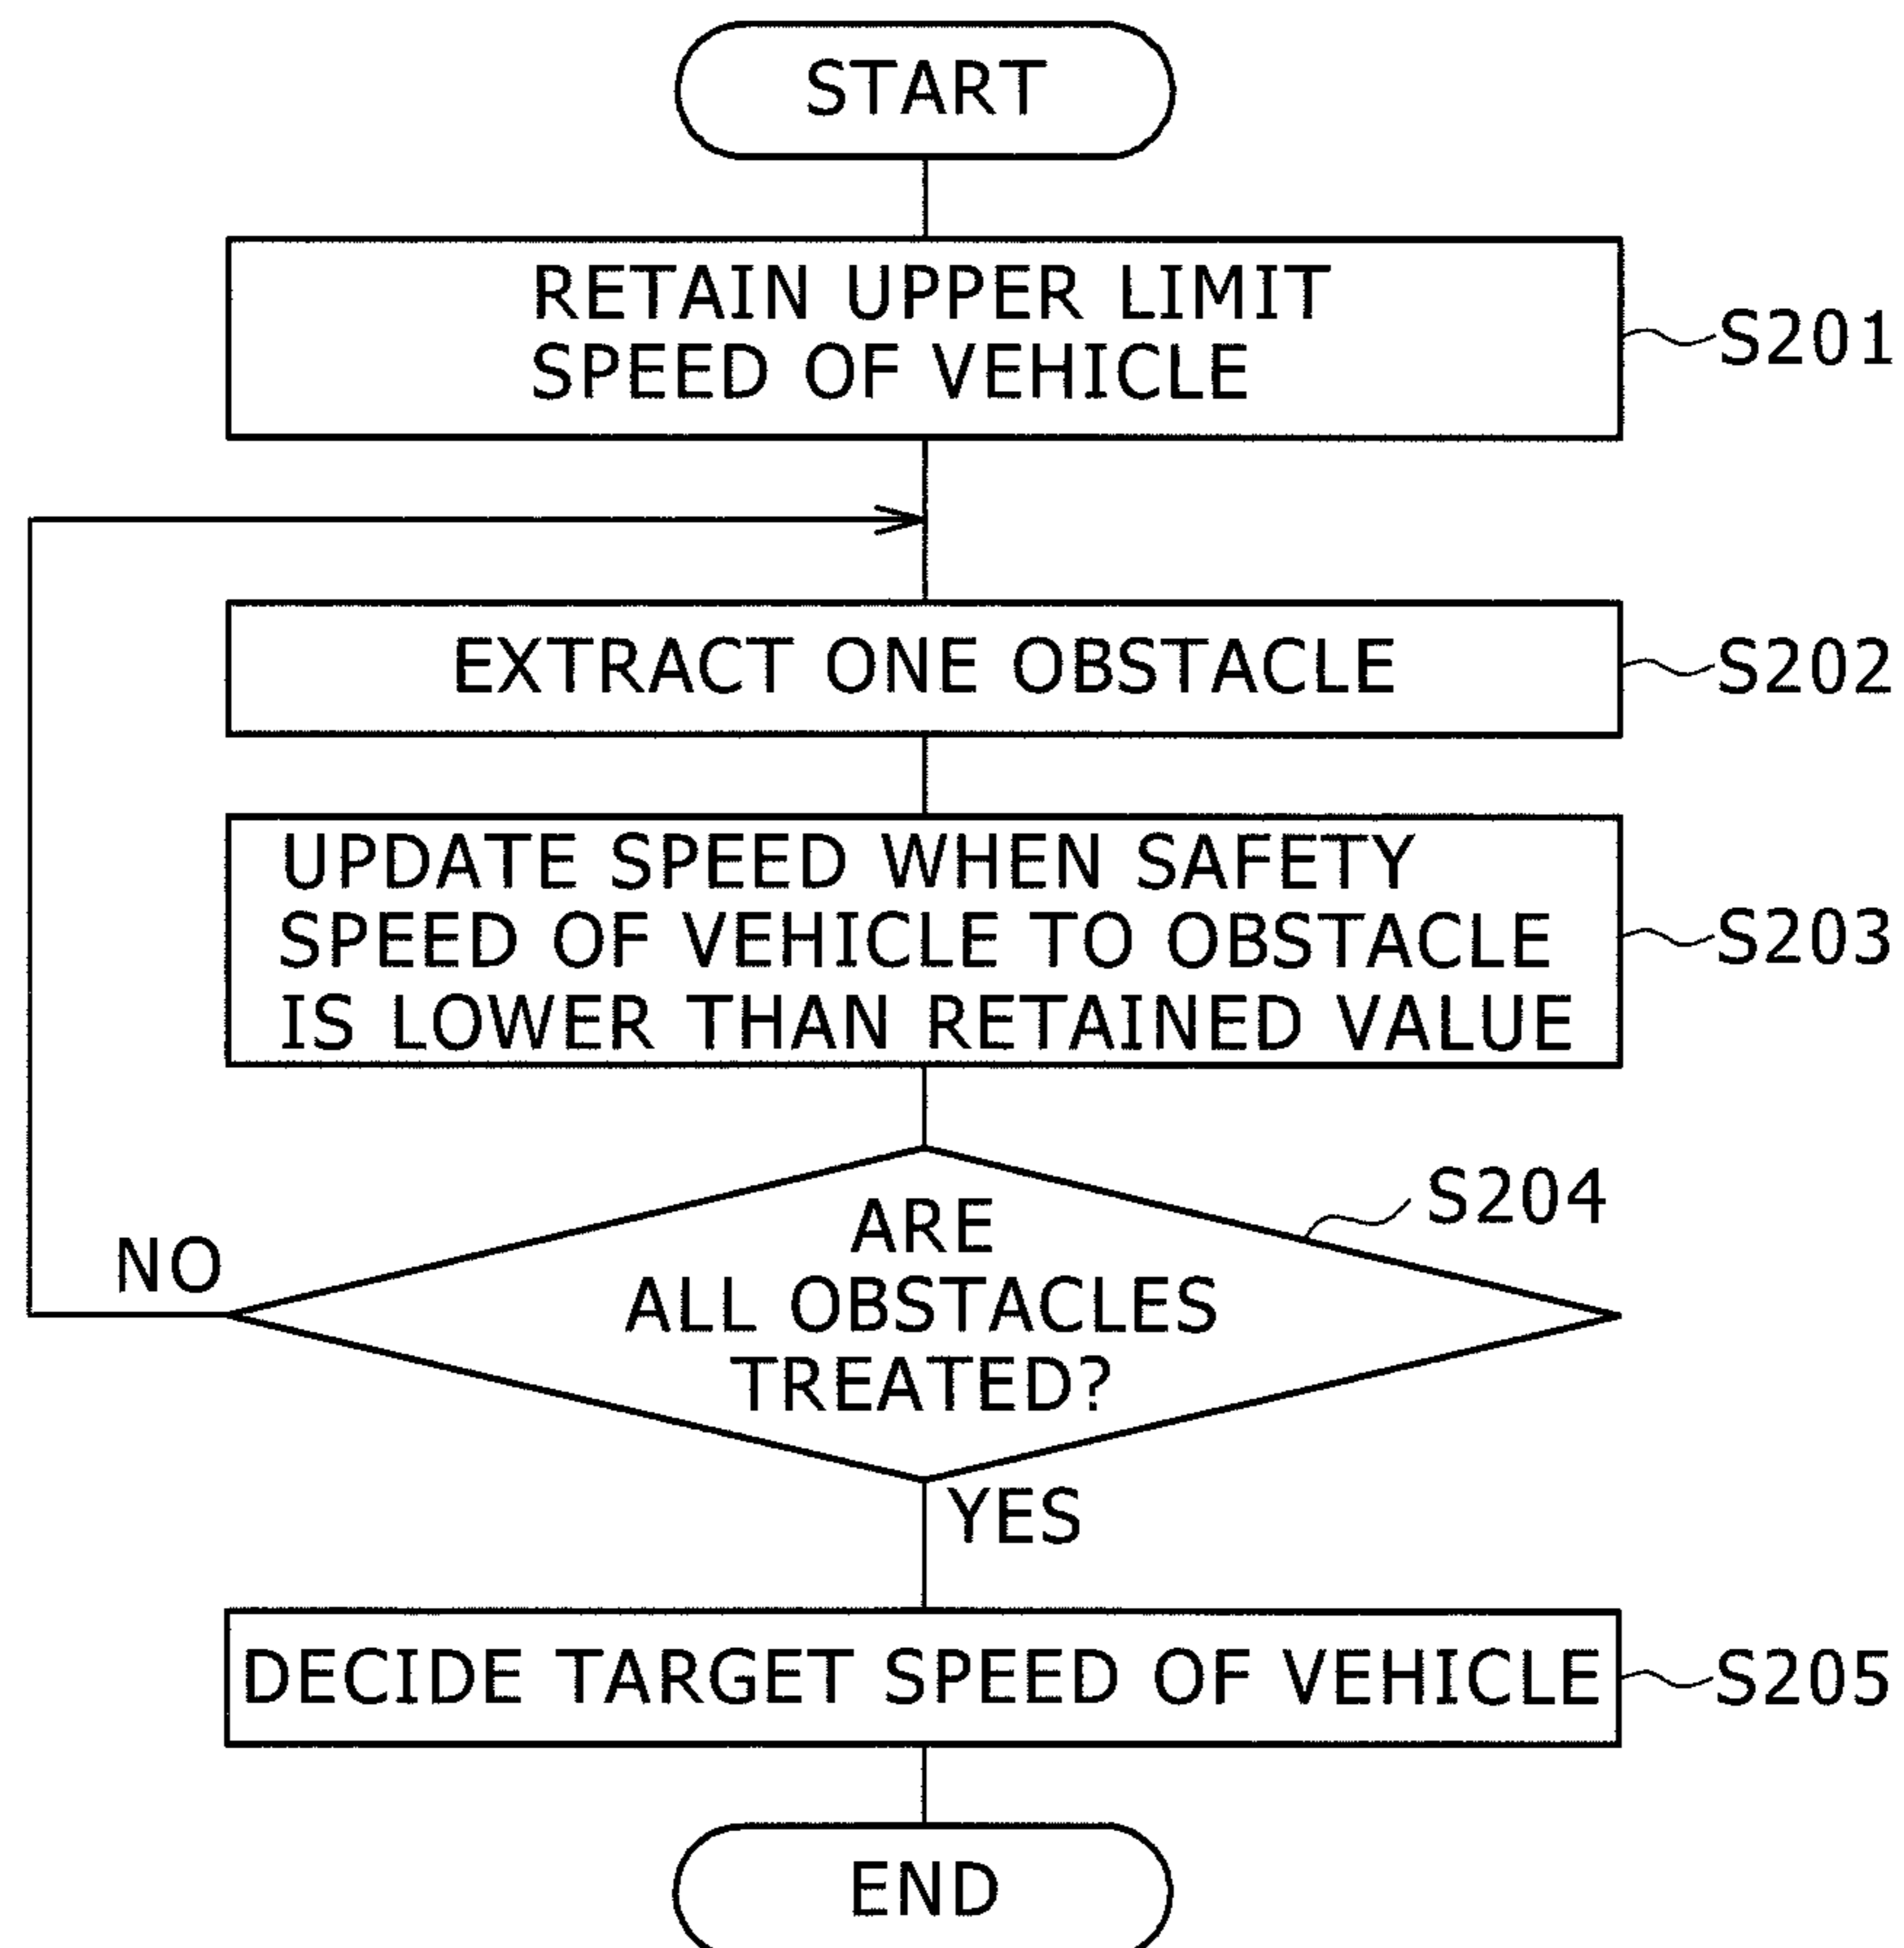 START
RETAIN UPPER LIMIT
SPEED OF VEHICLE
S201
EXTRACT ONE OBSTACLE
S202
UPDATE SPEED WHEN SAFETY
SPEED OF VEHICLE TO OBSTACLE
IS LOWER THAN RETAINED VALUE
S203
ARE
ALL OBSTACLES
TREATED?
S204
NO
YES
DECIDE TARGET SPEED OF VEHICLE
S205
END